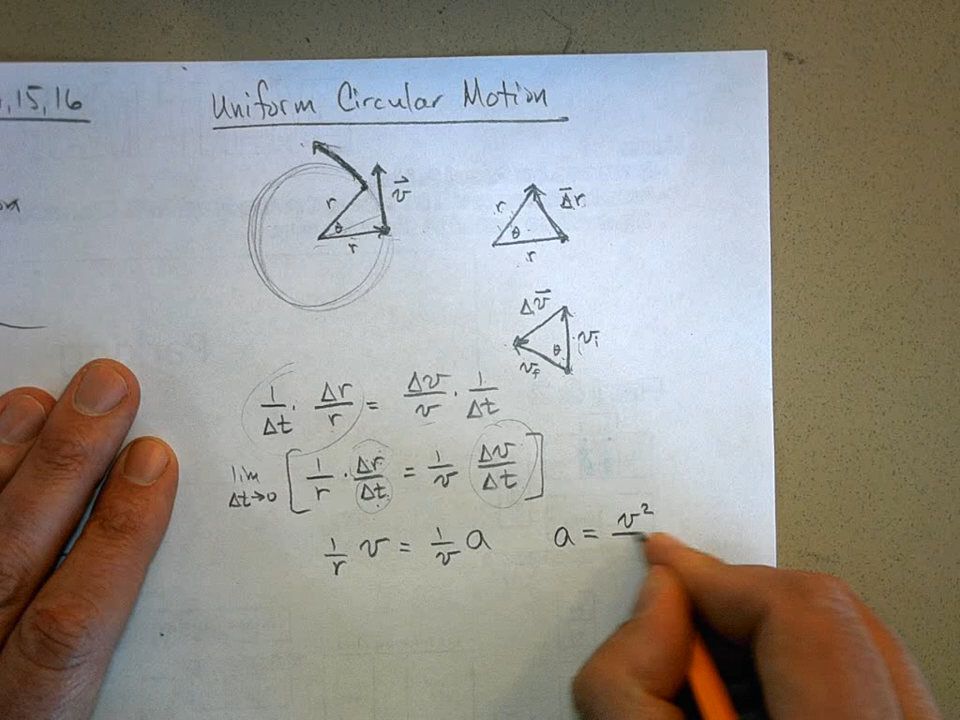 ,15,16
Uniform Circular Motion
r θ r v⃗
r θ r Δ⃗r
Δv⃗ θ vᵢ v_f
1/Δt · Δr/r = Δv/v · 1/Δt
lim Δt→0 [ 1/r · Δr/Δt = 1/v Δv/Δt ]
1/r v = 1/v a
a = v²